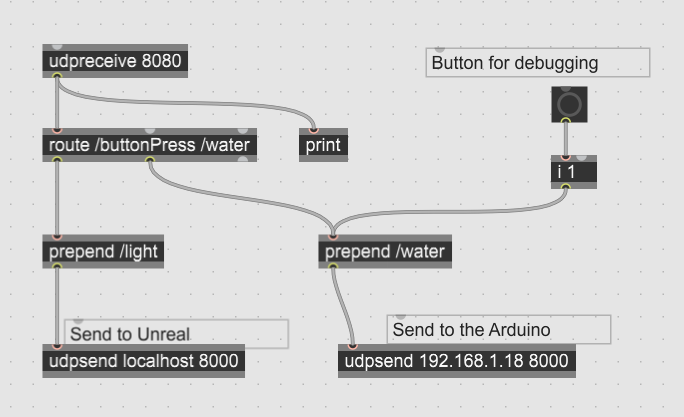 udpreceive 8080
Button for debugging
route /buttonPress /water
print
i 1
prepend /light
prepend /water
Send to Unreal
Send to the Arduino
udpsend localhost 8000
udpsend 192.168.1.18 8000